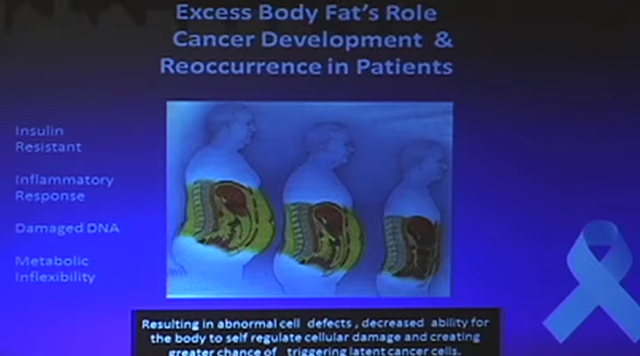 Excess Body Fat's Role
Cancer Development &
Reoccurrence in Patients
Insulin
Resistant
Inflammatory
Response
Damaged DNA
Metabolic
Inflexibility
Resulting in abnormal cell defects , decreased ability for
the body to self regulate cellular damage and creating
greater chance of triggering latent cancer cells.